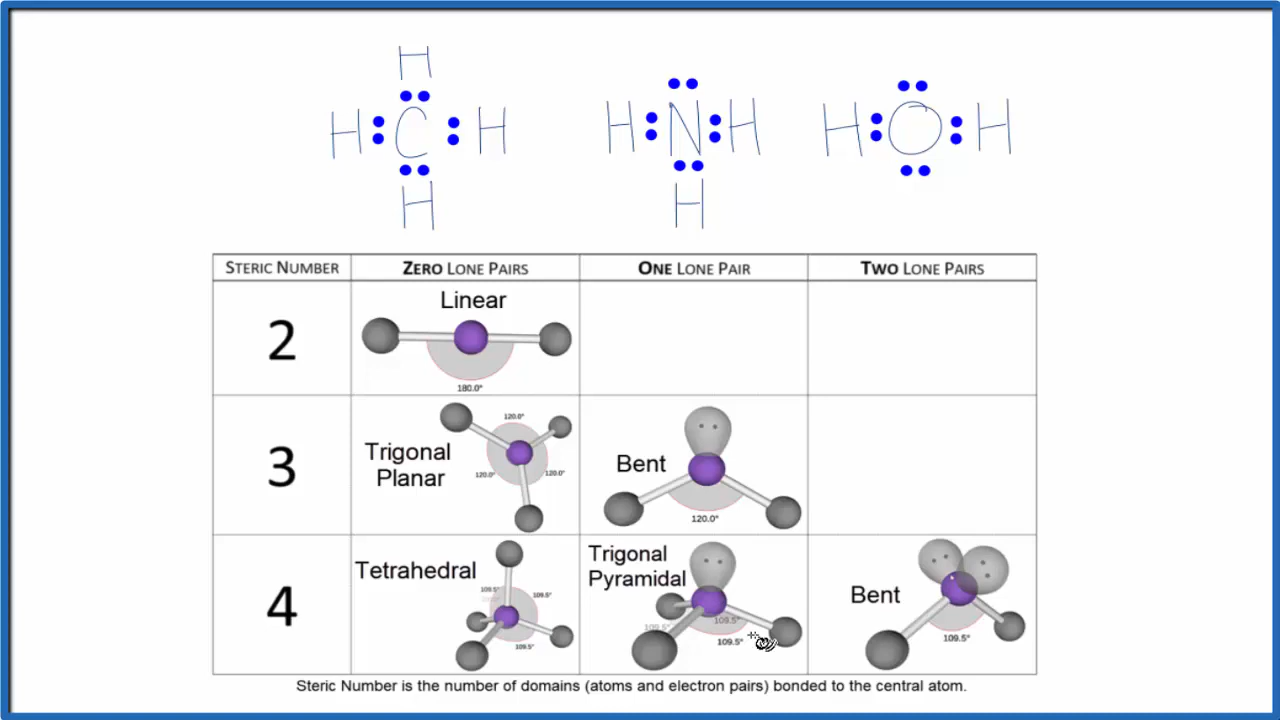 H
H C H
H
H N H
H
H O H
STERIC NUMBER ZERO LONE PAIRS ONE LONE PAIR TWO LONE PAIRS
2
Linear
180.0°
3
Trigonal
Planar
120.0°
120.0°
120.0°
Bent
120.0°
4
Tetrahedral
109.5°
109.5°
109.5°
Trigonal
Pyramidal
109.5°
109.5°
109.5°
Bent
109.5°
Steric Number is the number of domains (atoms and electron pairs) bonded to the central atom.